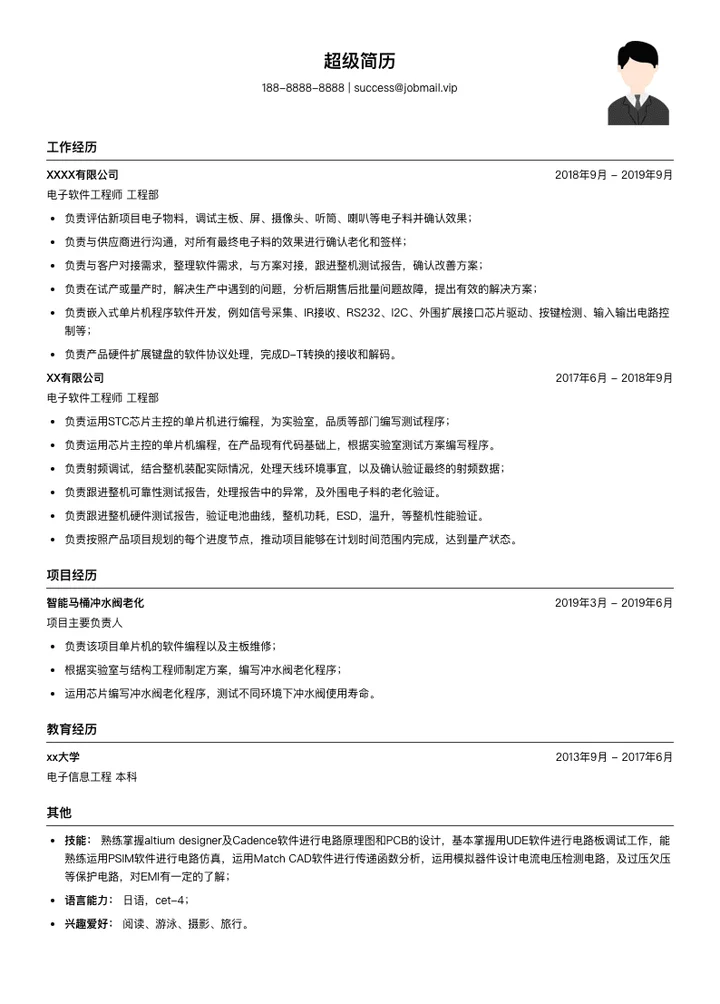 超级简历
188-8888-8888 | success@jobmail.vip
工作经历
XXXX有限公司 2018年9月 - 2019年9月
电子软件工程师 工程部
• 负责评估新项目电子物料，调试主板、屏、摄像头、听筒、喇叭等电子料并确认效果；
• 负责与供应商进行沟通，对所有最终电子料的效果进行确认老化和签样；
• 负责与客户对接需求，整理软件需求，与方案对接，跟进整机测试报告，确认改善方案；
• 负责在试产或量产时，解决生产中遇到的问题，分析后期售后批量问题故障，提出有效的解决方案；
• 负责嵌入式单片机程序软件开发，例如信号采集、IR接收、RS232、I2C、外围扩展接口芯片驱动、按键检测、输入输出电路控
制等；
• 负责产品硬件扩展键盘的软件协议处理，完成D-T转换的接收和解码。
XX有限公司 2017年6月 - 2018年9月
电子软件工程师 工程部
• 负责运用STC芯片主控的单片机进行编程，为实验室，品质等部门编写测试程序；
• 负责运用芯片主控的单片机编程，在产品现有代码基础上，根据实验室测试方案编写程序。
• 负责射频调试，结合整机装配实际情况，处理天线环境事宜，以及确认验证最终的射频数据；
• 负责跟进整机可靠性测试报告，处理报告中的异常，及外围电子料的老化验证。
• 负责跟进整机硬件测试报告，验证电池曲线，整机功耗，ESD，温升，等整机性能验证。
• 负责按照产品项目规划的每个进度节点，推动项目能够在计划时间范围内完成，达到量产状态。
项目经历
智能马桶冲水阀老化 2019年3月 - 2019年6月
项目主要负责人
• 负责该项目单片机的软件编程以及主板维修；
• 根据实验室与结构工程师制定方案，编写冲水阀老化程序；
• 运用芯片编写冲水阀老化程序，测试不同环境下冲水阀使用寿命。
教育经历
xx大学 2013年9月 - 2017年6月
电子信息工程 本科
其他
• 技能： 熟练掌握altium designer及Cadence软件进行电路原理图和PCB的设计，基本掌握用UDE软件进行电路板调试工作，能
熟练运用PSIM软件进行电路仿真，运用Match CAD软件进行传递函数分析，运用模拟器件设计电流电压检测电路，及过压欠压
等保护电路，对EMI有一定的了解；
• 语言能力： 日语，cet-4；
• 兴趣爱好： 阅读、游泳、摄影、旅行。